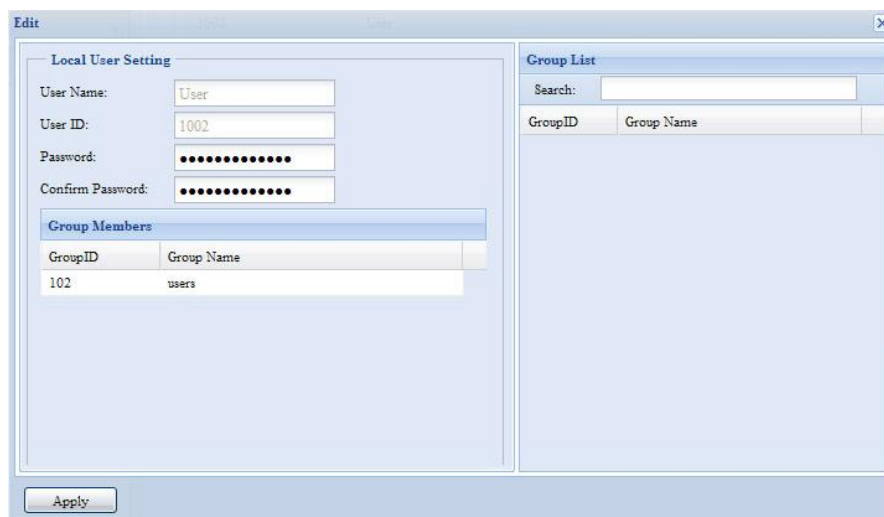 Edit
Local User Setting
User Name: User
User ID: 1002
Password: •••••••••••••
Confirm Password: •••••••••••••
Group Members
GroupID Group Name
102 users
Group List
Search:
GroupID Group Name
Apply